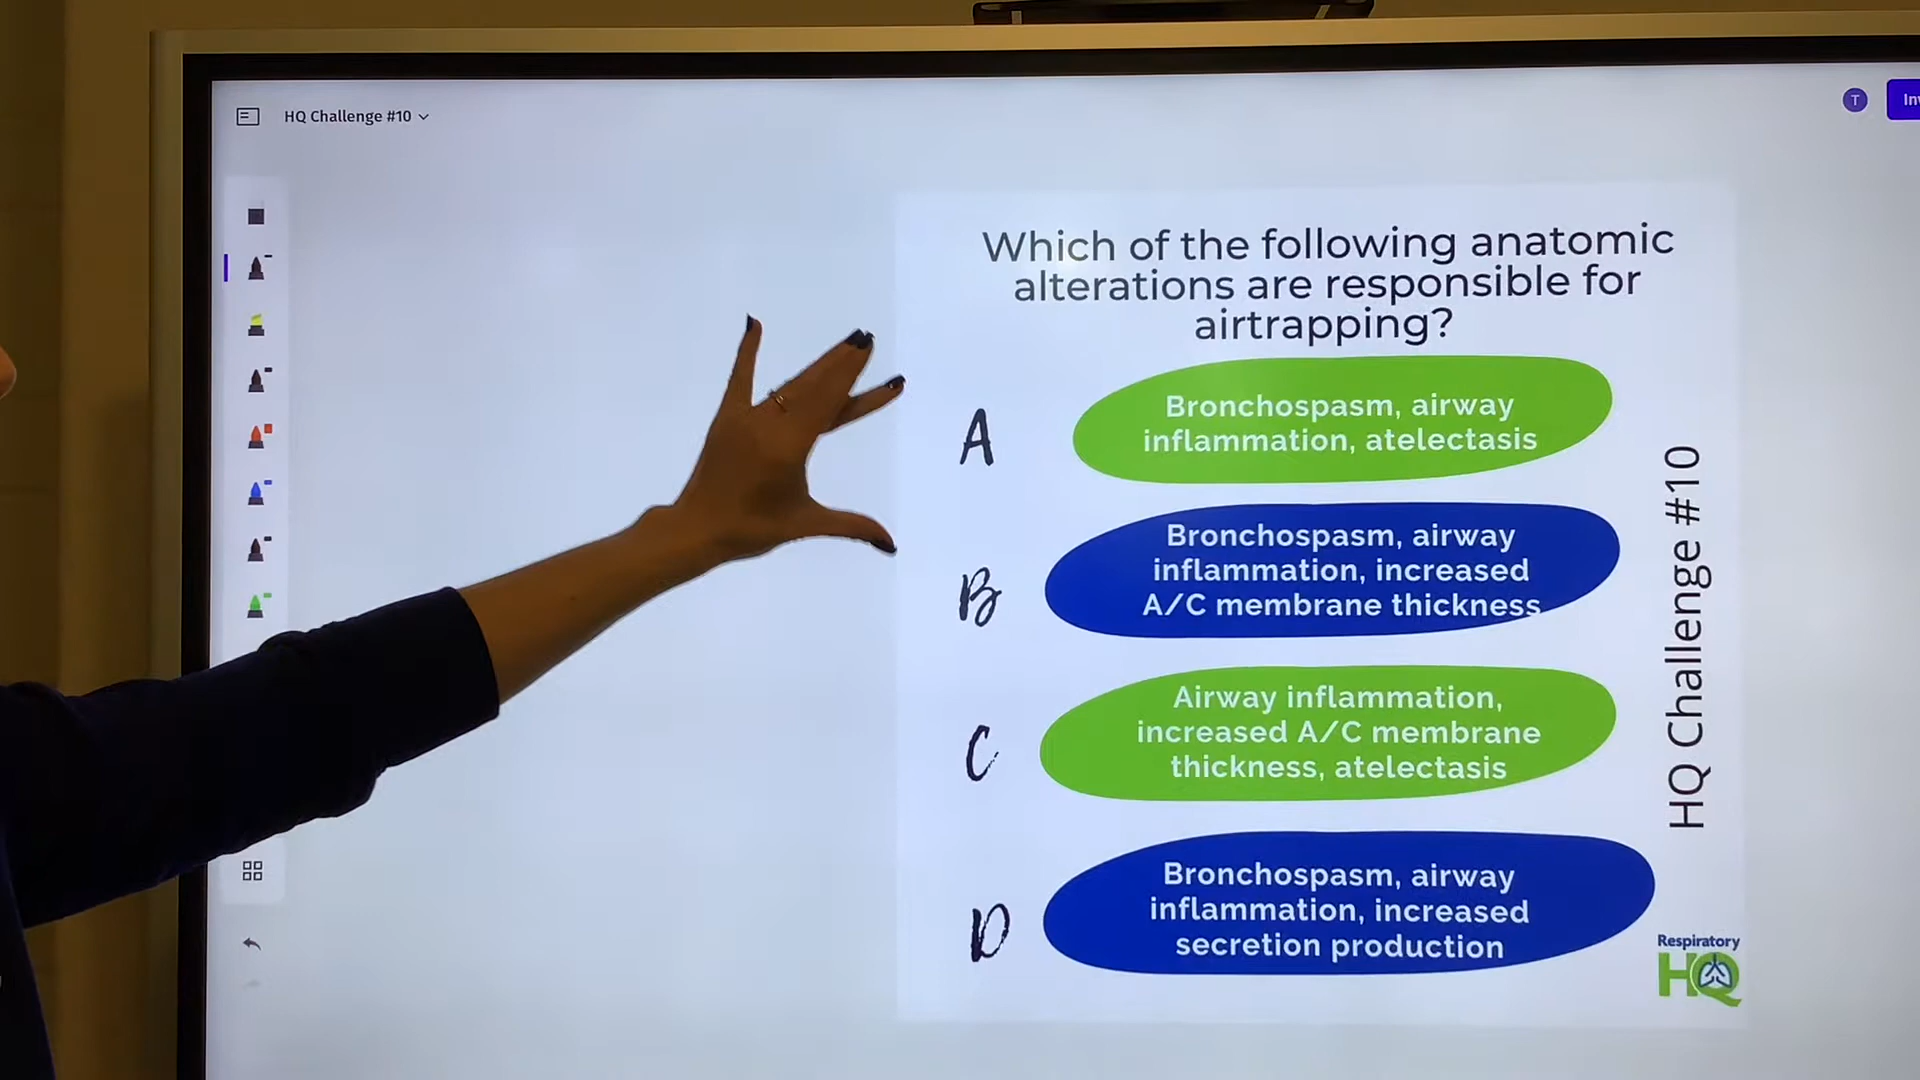 HQ Challenge #10
T
Which of the following anatomic
alterations are responsible for
airtrapping?
A
Bronchospasm, airway
inflammation, atelectasis
B
Bronchospasm, airway
inflammation, increased
A/C membrane thickness
C
Airway inflammation,
increased A/C membrane
thickness, atelectasis
D
Bronchospasm, airway
inflammation, increased
secretion production
HQ Challenge #10
Respiratory
HQ